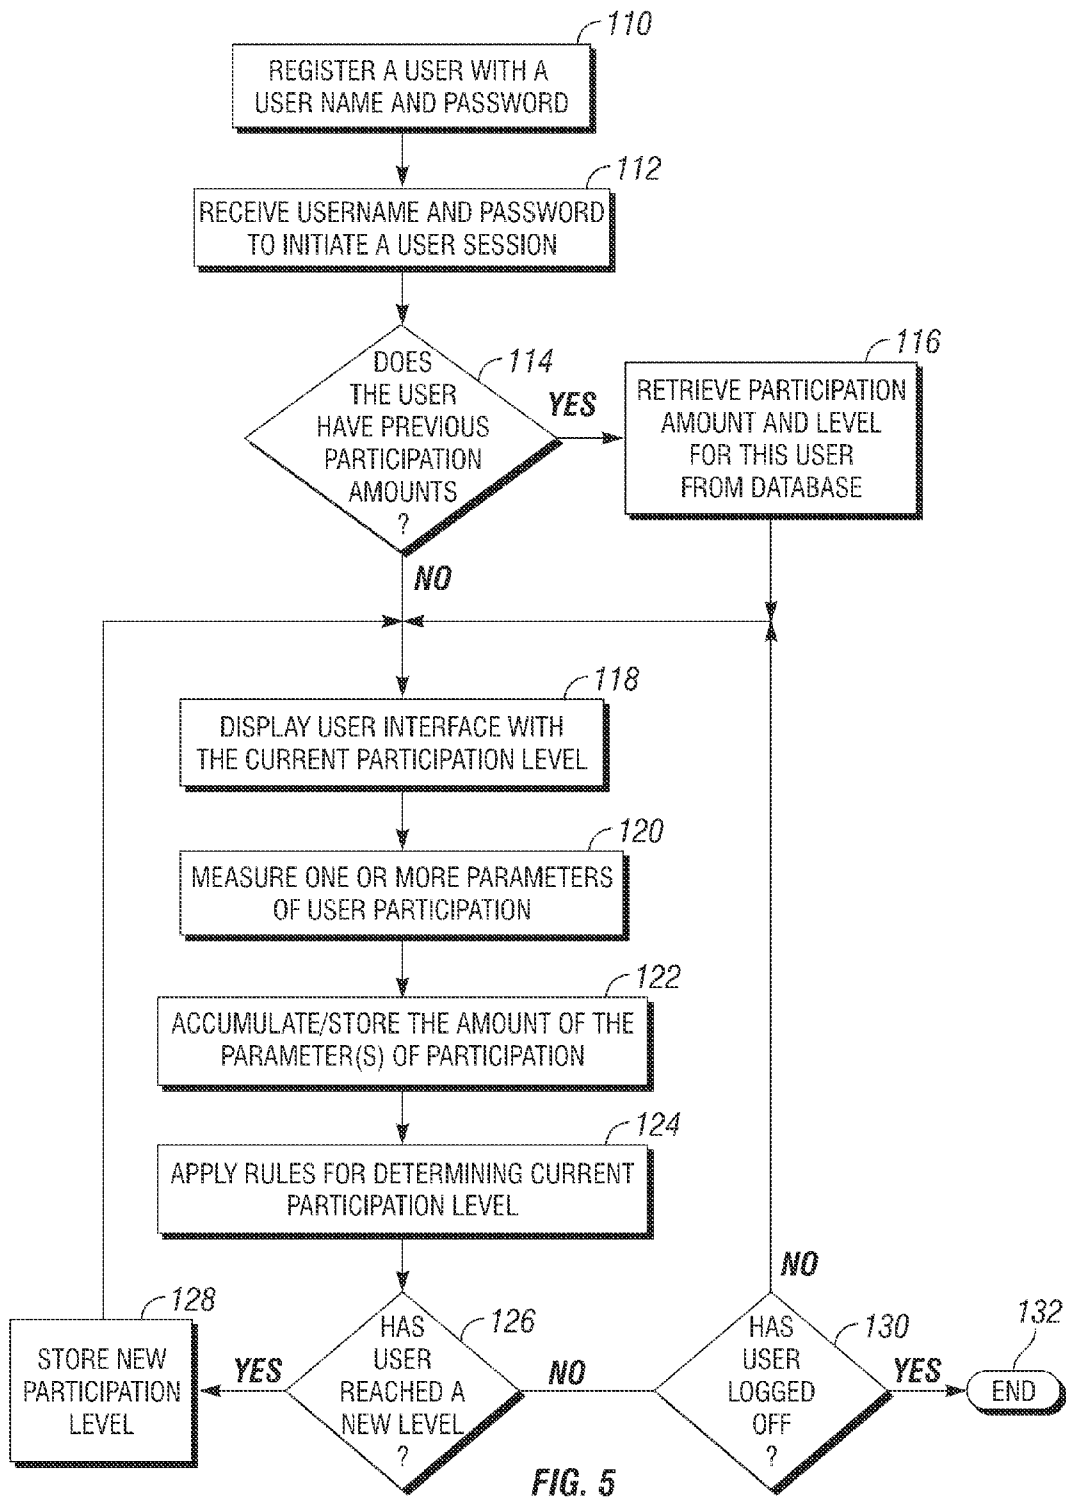 110
REGISTER A USER WITH A
USER NAME AND PASSWORD
112
RECEIVE USERNAME AND PASSWORD
TO INITIATE A USER SESSION
114
DOES
THE USER
HAVE PREVIOUS
PARTICIPATION
AMOUNTS
?
YES
116
RETRIEVE PARTICIPATION
AMOUNT AND LEVEL
FOR THIS USER
FROM DATABASE
NO
118
DISPLAY USER INTERFACE WITH
THE CURRENT PARTICIPATION LEVEL
120
MEASURE ONE OR MORE PARAMETERS
OF USER PARTICIPATION
122
ACCUMULATE/STORE THE AMOUNT OF THE
PARAMETER(S) OF PARTICIPATION
124
APPLY RULES FOR DETERMINING CURRENT
PARTICIPATION LEVEL
126
HAS
USER
REACHED A
NEW LEVEL
?
YES
128
STORE NEW
PARTICIPATION
LEVEL
NO
130
HAS
USER
LOGGED
OFF
?
NO
YES
132
END
FIG. 5